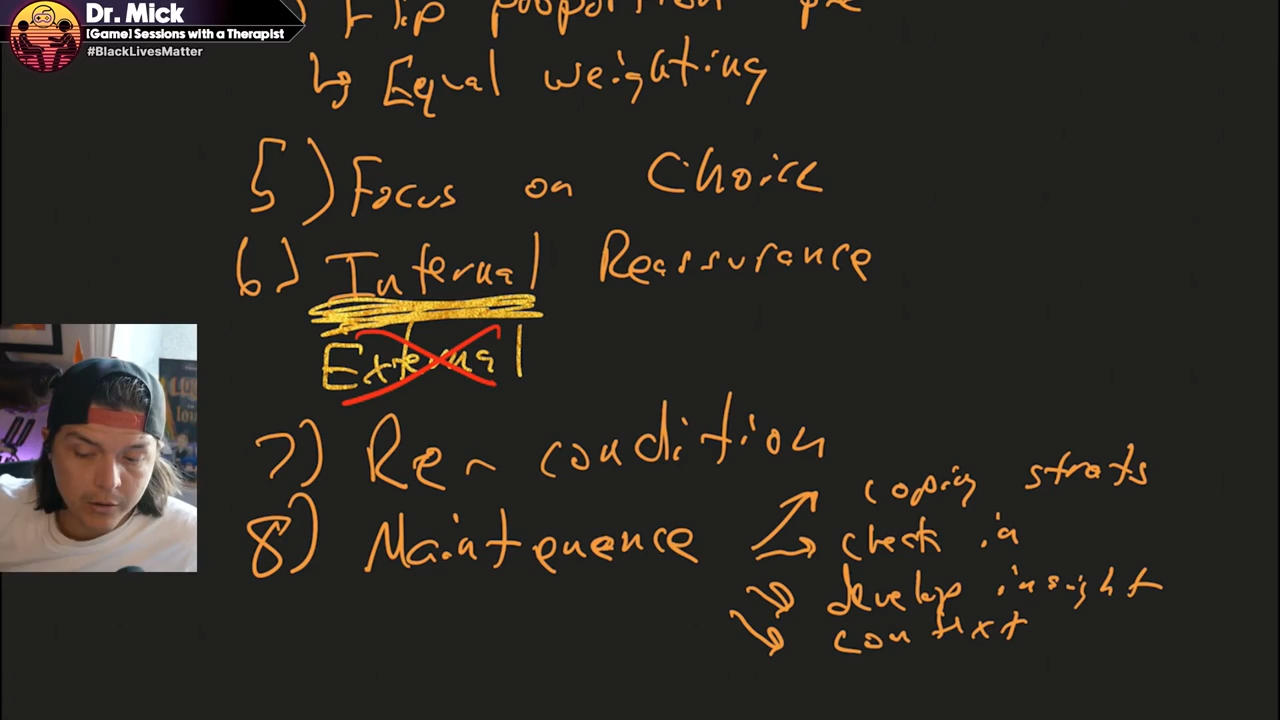 Dr. Mick
[Game] Sessions with a Therapist
#BlackLivesMatter
Flip proportion
↳ Equal weighting
5) Focus on Choice
6) Internal Reassurance
External
7) Re-condition
8) Maintenence
→ coping strats
→ check in
→ develop insight
→ context